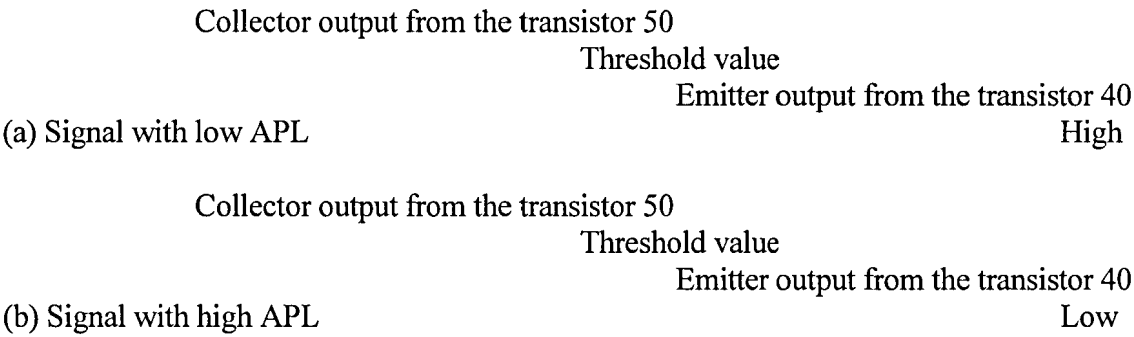 Collector output from the transistor 50
Threshold value
Emitter output from the transistor 40
(a) Signal with low APL High
Collector output from the transistor 50
Threshold value
Emitter output from the transistor 40
(b) Signal with high APL Low